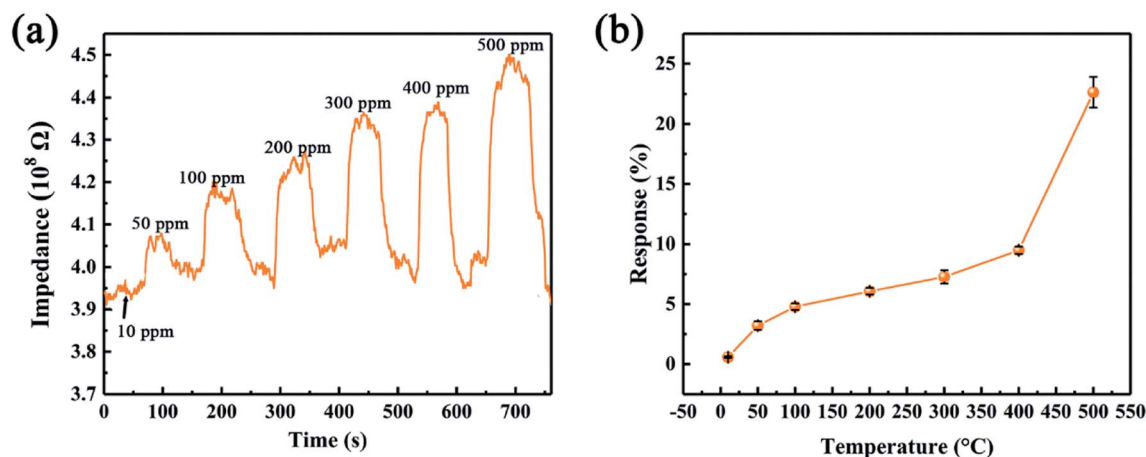 (a)
4.5
4.4
4.3
4.2
4.1
4.0
3.9
3.8
3.7
Impedance (10⁸ Ω)
10 ppm
50 ppm
100 ppm
200 ppm
300 ppm
400 ppm
500 ppm
0 100 200 300 400 500 600 700
Time (s)
(b)
25
20
15
10
5
0
Response (%)
-50 0 50 100 150 200 250 300 350 400 450 500 550
Temperature (°C)